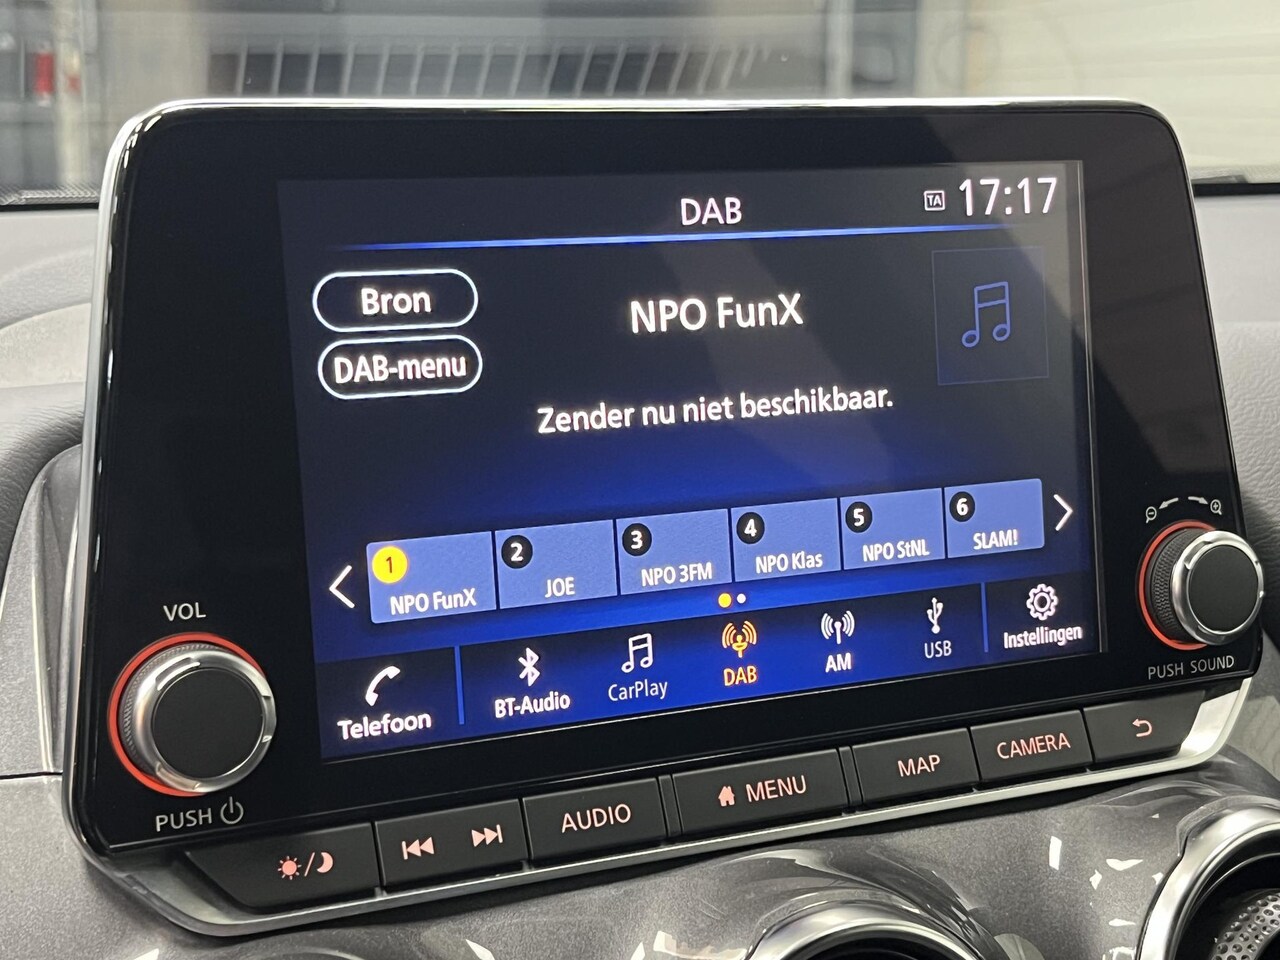 DAB
TA 17:17
Bron
NPO FunX
DAB-menu
Zender nu niet beschikbaar.
1 NPO FunX
2 JOE
3 NPO 3FM
4 NPO Klas
5 NPO StNL
6 SLAM!
Telefoon
BT-Audio
CarPlay
DAB
AM
USB
Instellingen
VOL
PUSH
PUSH SOUND
AUDIO
MENU
MAP
CAMERA